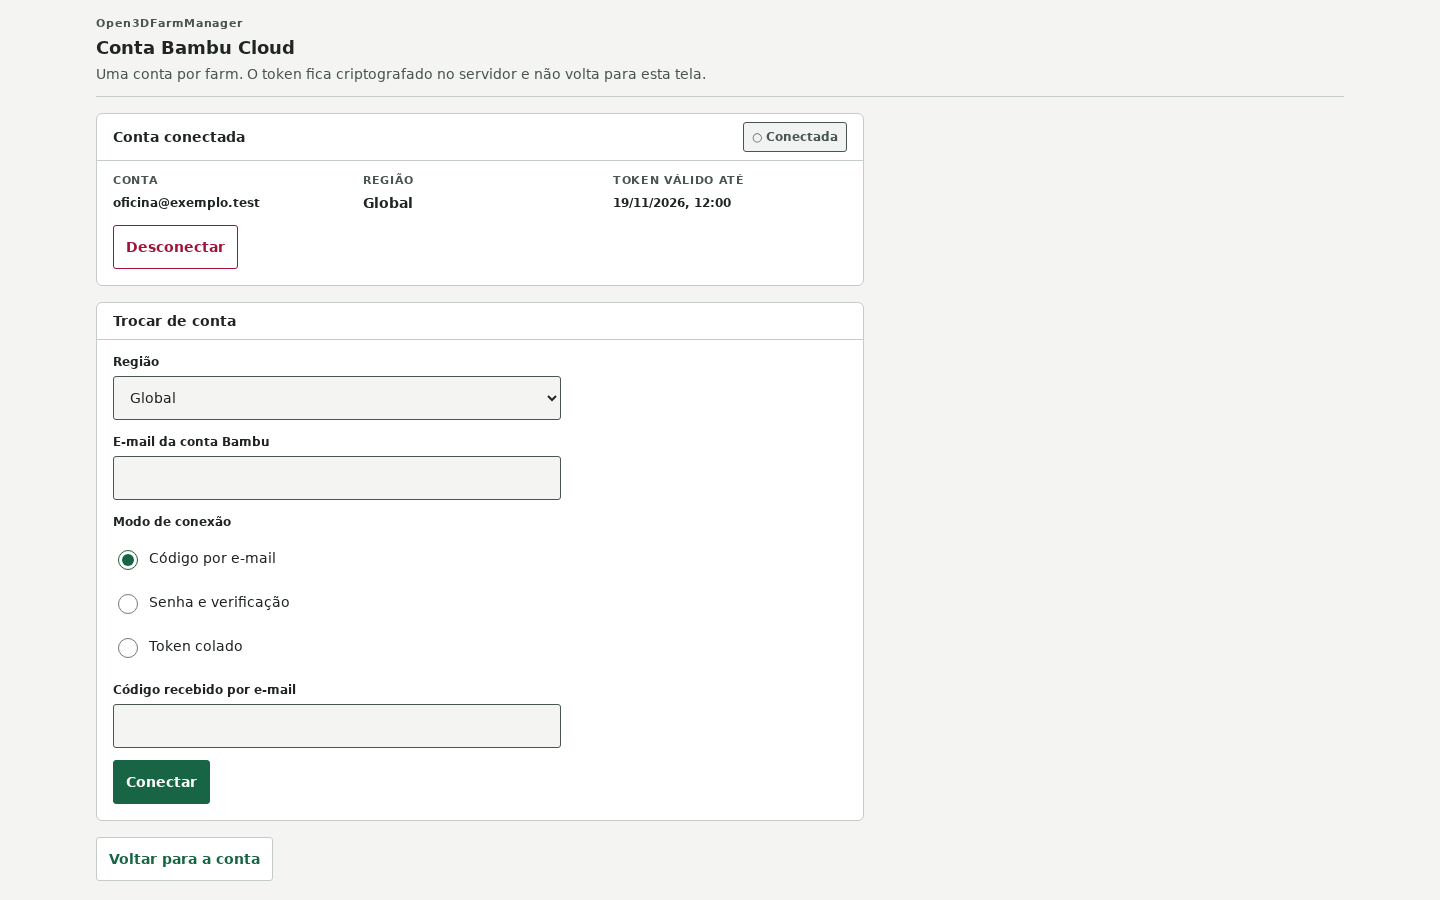 Open3DFarmManager
Conta Bambu Cloud
Uma conta por farm. O token fica criptografado no servidor e não volta para esta tela.
Conta conectada
○ Conectada
CONTA
REGIÃO
TOKEN VÁLIDO ATÉ
oficina@exemplo.test
Global
19/11/2026, 12:00
Desconectar
Trocar de conta
Região
Global
E-mail da conta Bambu
Modo de conexão
Código por e-mail
Senha e verificação
Token colado
Código recebido por e-mail
Conectar
Voltar para a conta